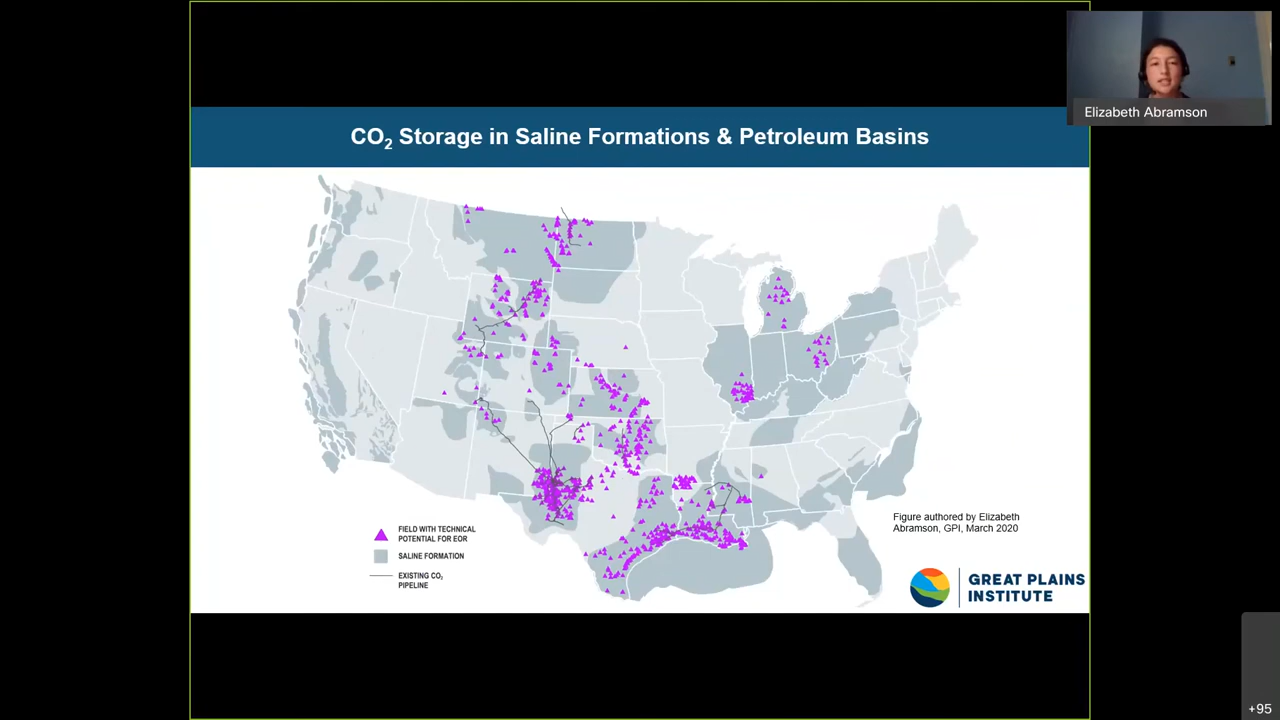 Elizabeth Abramson
CO₂ Storage in Saline Formations & Petroleum Basins
FIELD WITH TECHNICAL
POTENTIAL FOR EOR
SALINE FORMATION
EXISTING CO₂
PIPELINE
Figure authored by Elizabeth
Abramson, GPI, March 2020
GREAT PLAINS
INSTITUTE
+95